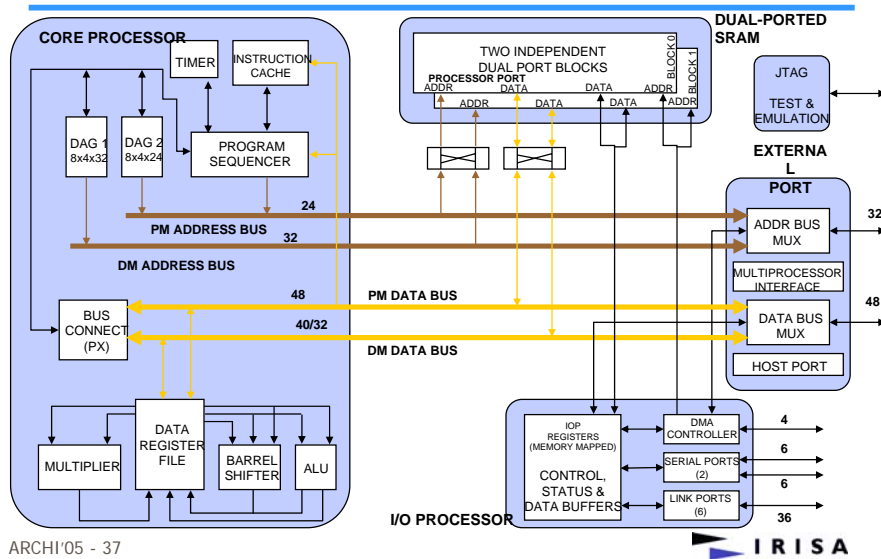 CORE PROCESSOR
TIMER
INSTRUCTION
CACHE
DAG 1
8x4x32
DAG 2
8x4x24
PROGRAM
SEQUENCER
DUAL-PORTED
SRAM
TWO INDEPENDENT
DUAL PORT BLOCKS
PROCESSOR PORT
ADDR
DATA
DATA
ADDR
ADDR
DATA
DATA
ADDR
BLOCK 0
BLOCK 1
JTAG
TEST &
EMULATION
EXTERNA
L
PORT
24
PM ADDRESS BUS
32
DM ADDRESS BUS
ADDR BUS
MUX
32
MULTIPROCESSOR
INTERFACE
BUS
CONNECT
(PX)
48
PM DATA BUS
40/32
DM DATA BUS
DATA BUS
MUX
48
HOST PORT
MULTIPLIER
DATA
REGISTER
FILE
BARREL
SHIFTER
ALU
IOP
REGISTERS
(MEMORY MAPPED)
CONTROL,
STATUS &
DATA BUFFERS
DMA
CONTROLLER
4
SERIAL PORTS
(2)
6
6
LINK PORTS
(6)
36
I/O PROCESSOR
ARCHI'05 - 37
IRISA